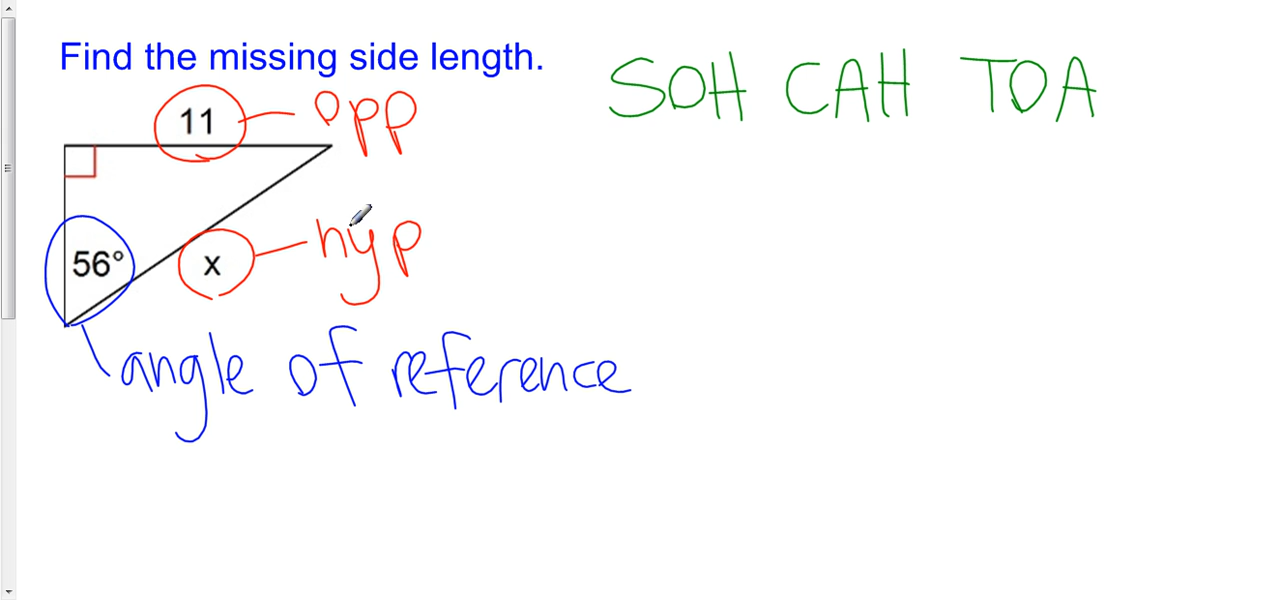 Find the missing side length.
SOH CAH TOA
11
opp
56°
x
hyp
angle of reference